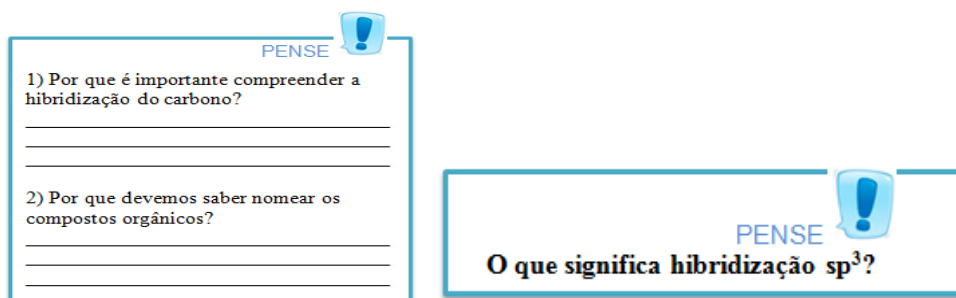 PENSE
1) Por que é importante compreender a
hibridização do carbono?
2) Por que devemos saber nomear os
compostos orgânicos?
PENSE
O que significa hibridização sp³?